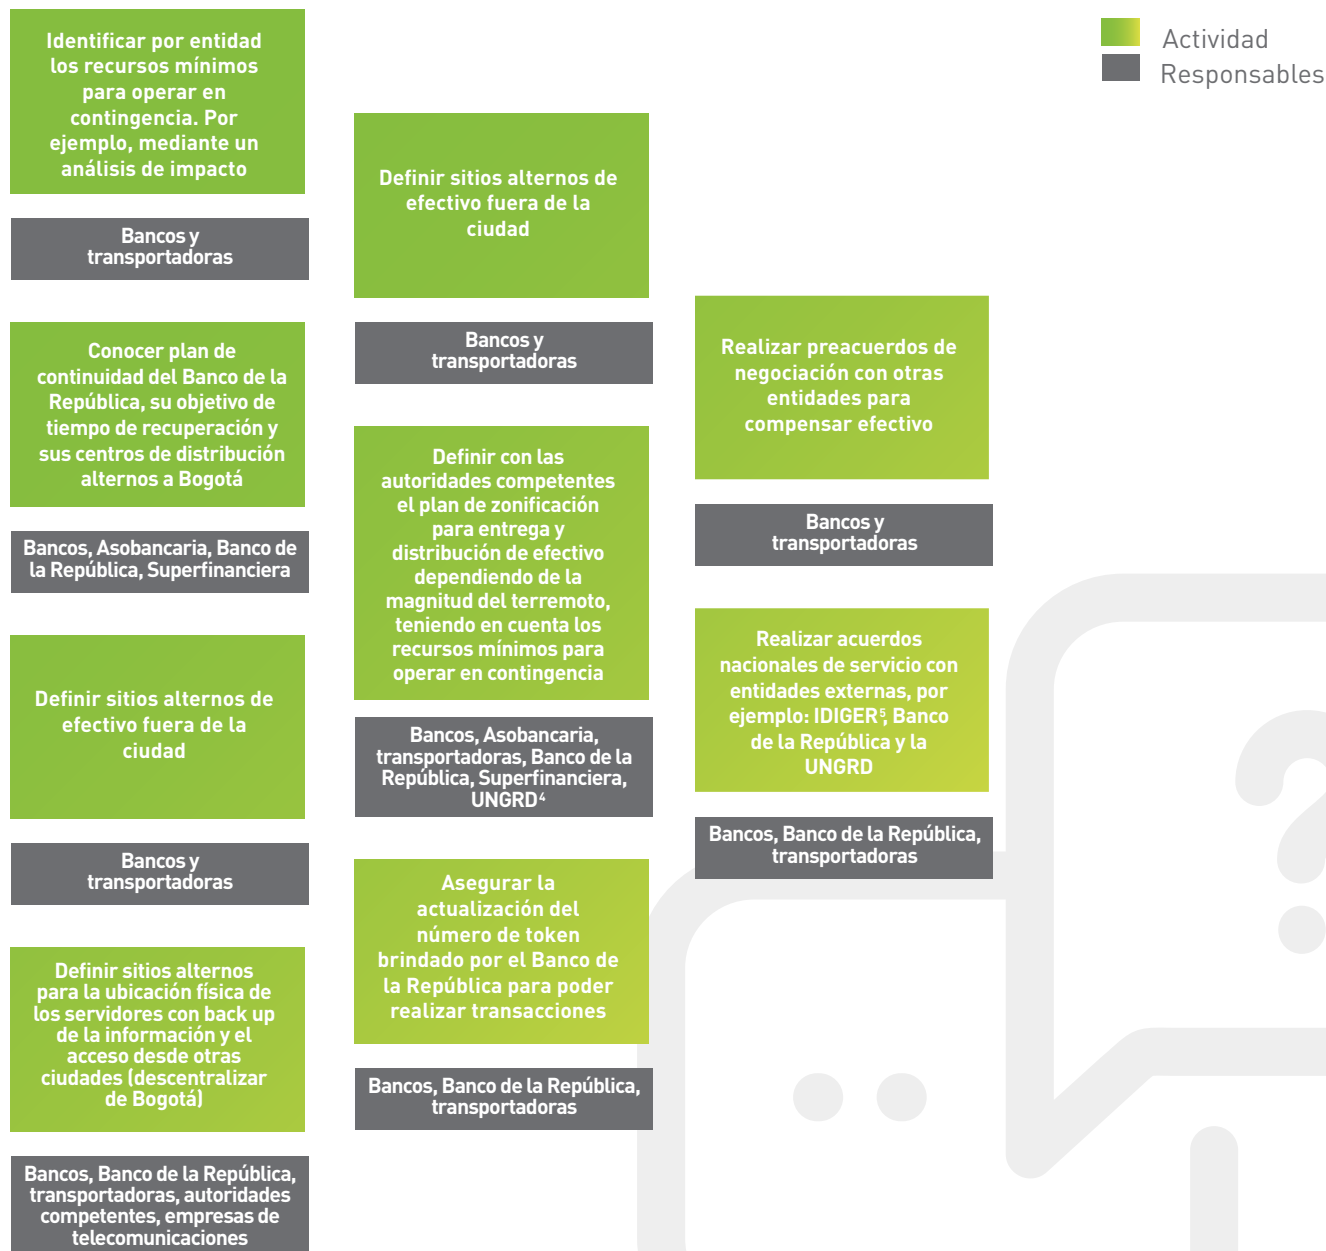 Identificar por entidad
los recursos mínimos
para operar en
contingencia. Por
ejemplo, mediante un
análisis de impacto
Bancos y
transportadoras
Conocer plan de
continuidad del Banco de la
República, su objetivo de
tiempo de recuperación y
sus centros de distribución
alternos a Bogotá
Bancos, Asobancaria, Banco de
la República, Superfinanciera
Definir sitios alternos de
efectivo fuera de la
ciudad
Bancos y
transportadoras
Definir sitios alternos
para la ubicación física de
los servidores con back up
de la información y el
acceso desde otras
ciudades (descentralizar
de Bogotá)
Bancos, Banco de la República,
transportadoras, autoridades
competentes, empresas de
telecomunicaciones
Definir sitios alternos de
efectivo fuera de la
ciudad
Bancos y
transportadoras
Definir con las
autoridades competentes
el plan de zonificación
para entrega y
distribución de efectivo
dependiendo de la
magnitud del terremoto,
teniendo en cuenta los
recursos mínimos para
operar en contingencia
Bancos, Asobancaria,
transportadoras, Banco de la
República, Superfinanciera,
UNGRD⁴
Asegurar la
actualización del
número de token
brindado por el Banco de
la República para poder
realizar transacciones
Bancos, Banco de la República,
transportadoras
Realizar preacuerdos de
negociación con otras
entidades para
compensar efectivo
Bancos y
transportadoras
Realizar acuerdos
nacionales de servicio con
entidades externas, por
ejemplo: IDIGER⁵, Banco
de la República y la
UNGRD
Bancos, Banco de la República,
transportadoras
Actividad
Responsables